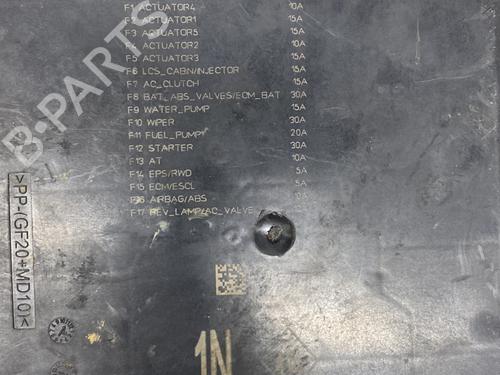 F1 ACTUATOR4 10A
F2 ACTUATOR1 15A
F3 ACTUATOR5 15A
F4 ACTUATOR2 10A
F5 ACTUATOR3 15A
F6 LCS_CABN/INJECTOR 15A
F7 AC_CLUTCH 15A
F8 BAT_ABS_VALVES/ECM_BAT 30A
F9 WATER_PUMP 15A
F10 WIPER 30A
F11 FUEL_PUMP1 20A
F12 STARTER 30A
F13 AT 10A
F14 EPS/RWD 5A
F15 ECM/ESCL 5A
F16 AIRBAG/ABS 10A
F17 REV_LAMP/AC_VALVE
>PP-(GF20+MD10)<
1N
B-PARTS